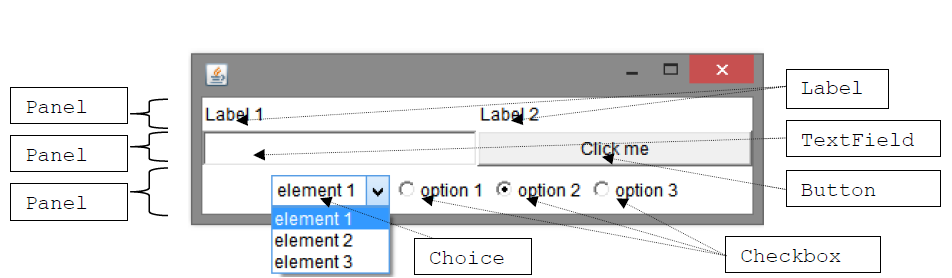 Label
Panel
Label 1 Label 2
TextField
Click me
Panel
Button
element 1 option 1 option 2 option 3
Panel
element 1
element 2
Choice
Checkbox
element 3